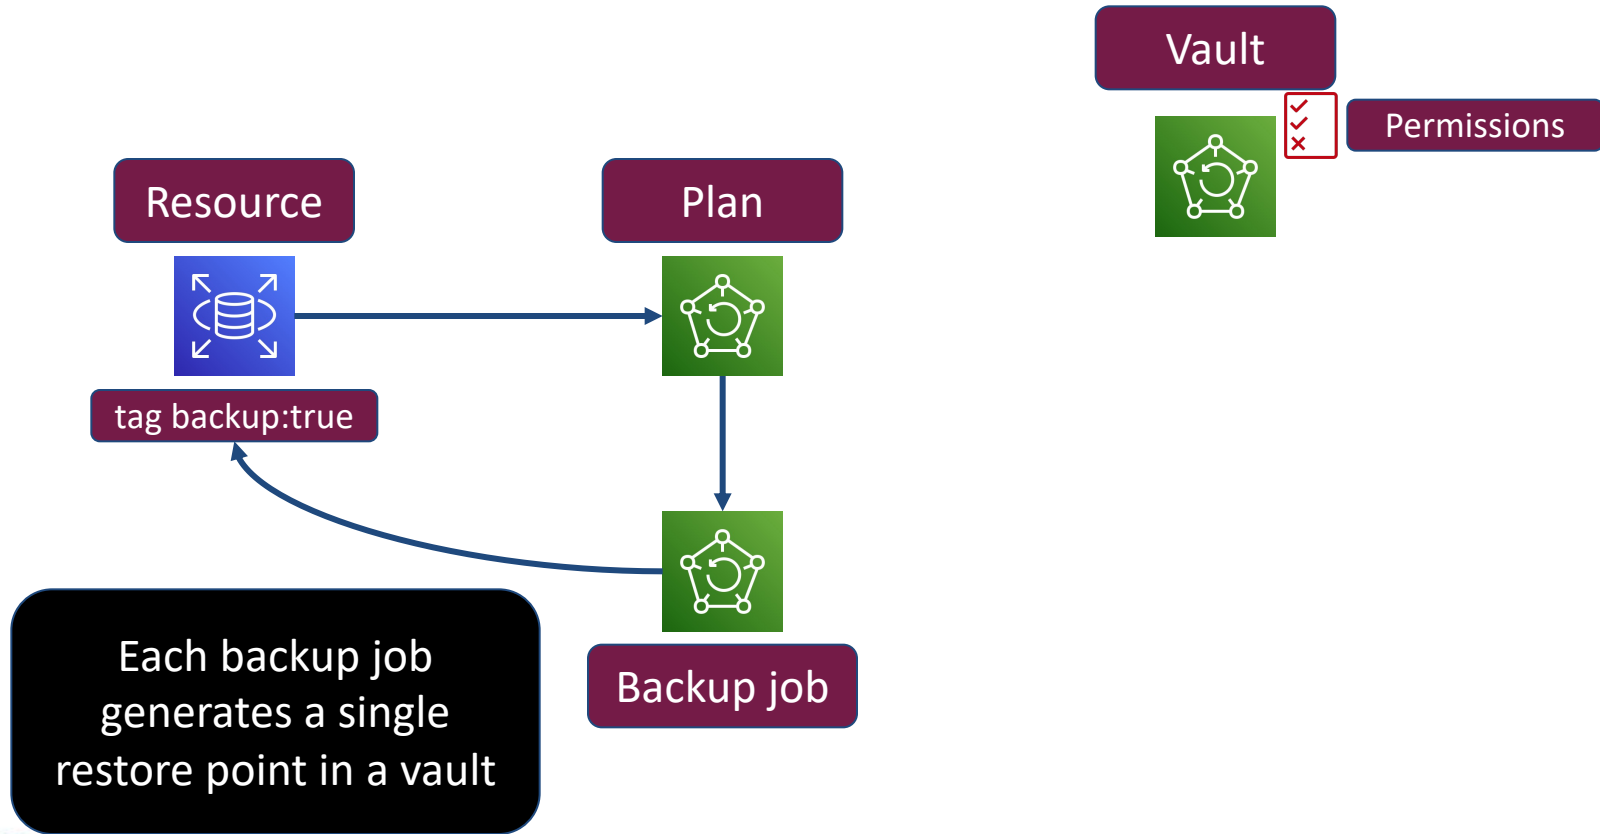 Vault
Permissions
Resource
Plan
tag backup:true
Backup job
Each backup job
generates a single
restore point in a vault